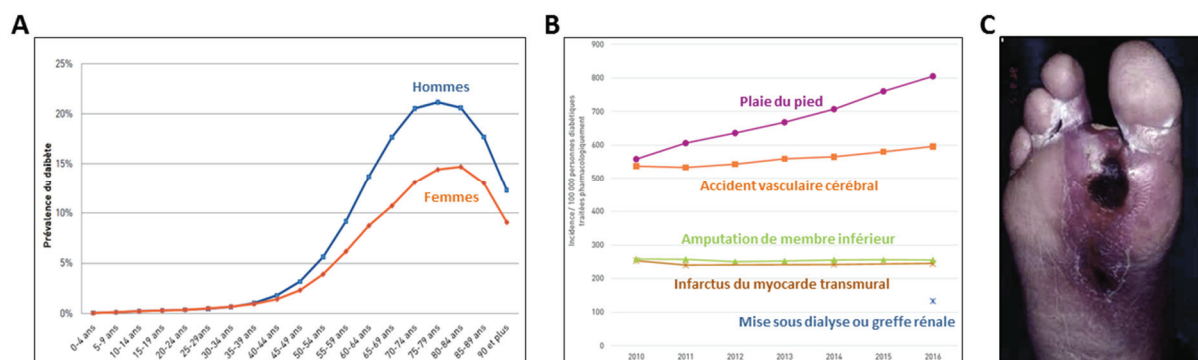 A
25%
20%
15%
10%
5%
0%
Prévalence du diabète
Hommes
Femmes
0-4 ans
5-9 ans
10-14 ans
15-19 ans
20-24 ans
25-29ans
30-34 ans
35-39 ans
40-44 ans
45-49 ans
50-54 ans
55-59 ans
60-64 ans
65-69 ans
70-74 ans
75-79 ans
80-84 ans
85-89 ans
90 et plus
B
900
800
700
600
500
400
300
200
100
0
Incidence / 100 000 personnes diabétiques
traitées pharmacologiquement
Plaie du pied
Accident vasculaire cérébral
Amputation de membre inférieur
Infarctus du myocarde transmural
Mise sous dialyse ou greffe rénale
2010
2011
2012
2013
2014
2015
2016
C